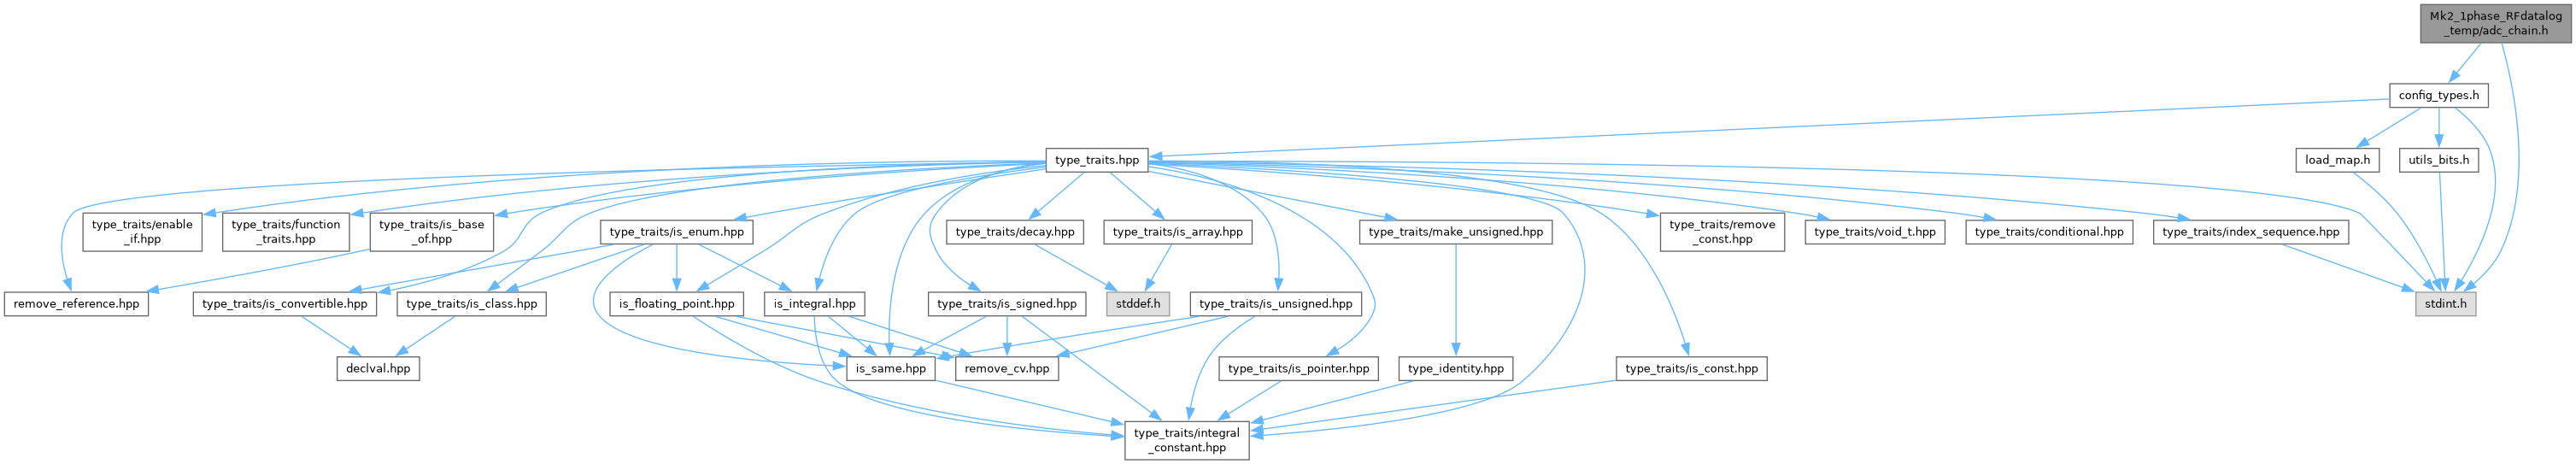 Mk2_1phase_RFdatalog
_temp/adc_chain.h
config_types.h
type_traits.hpp
load_map.h
utils_bits.h
type_traits/enable
_if.hpp
type_traits/function
_traits.hpp
type_traits/is_base
_of.hpp
type_traits/is_enum.hpp
type_traits/decay.hpp
type_traits/is_array.hpp
type_traits/make_unsigned.hpp
type_traits/remove
_const.hpp
type_traits/void_t.hpp
type_traits/conditional.hpp
type_traits/index_sequence.hpp
remove_reference.hpp
type_traits/is_convertible.hpp
type_traits/is_class.hpp
is_floating_point.hpp
is_integral.hpp
type_traits/is_signed.hpp
stddef.h
type_traits/is_unsigned.hpp
stdint.h
declval.hpp
is_same.hpp
remove_cv.hpp
type_traits/is_pointer.hpp
type_identity.hpp
type_traits/is_const.hpp
type_traits/integral
_constant.hpp